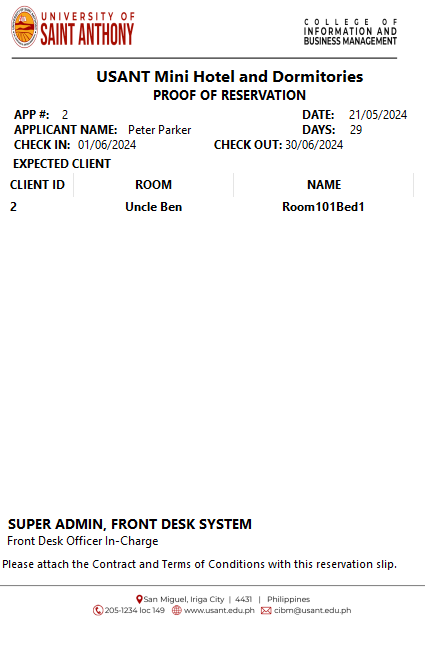 UNIVERSITY OF
SAINT ANTHONY
COLLEGE OF
INFORMATION AND
BUSINESS MANAGEMENT
USANT Mini Hotel and Dormitories
PROOF OF RESERVATION
APP #: 2 DATE: 21/05/2024
APPLICANT NAME: Peter Parker DAYS: 29
CHECK IN: 01/06/2024 CHECK OUT: 30/06/2024
EXPECTED CLIENT
CLIENT ID ROOM NAME
2 Uncle Ben Room101Bed1
SUPER ADMIN, FRONT DESK SYSTEM
Front Desk Officer In-Charge
Please attach the Contract and Terms of Conditions with this reservation slip.
San Miguel, Iriga City | 4431 | Philippines
205-1234 loc 149 www.usant.edu.ph cibm@usant.edu.ph